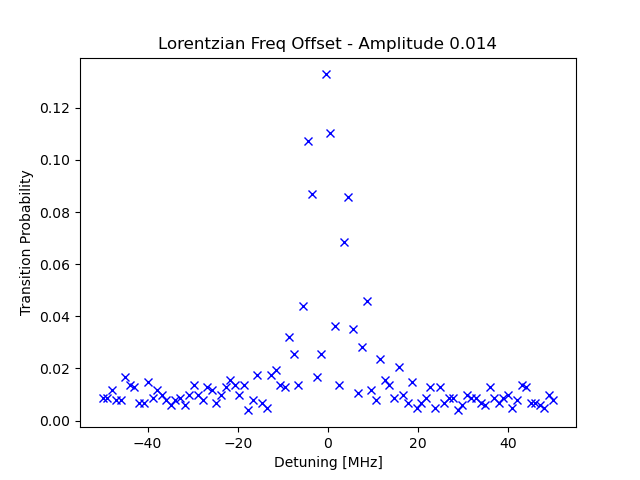 Lorentzian Freq Offset - Amplitude 0.014
0.12
0.10
0.08
0.06
0.04
0.02
0.00
Transition Probability
−40 −20 0 20 40
Detuning [MHz]